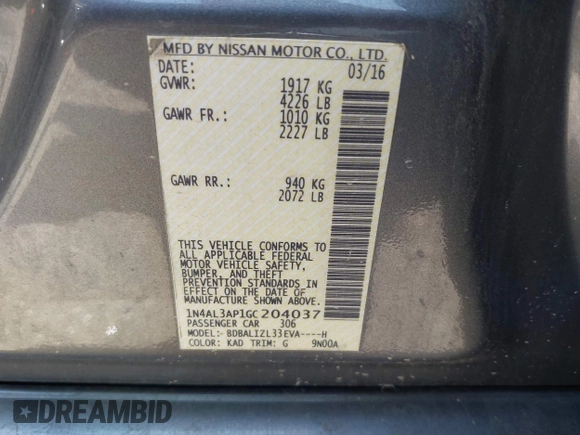 MFD BY NISSAN MOTOR CO., LTD.
DATE: 03/16
GVWR: 1917 KG
4226 LB
GAWR FR.: 1010 KG
2227 LB
GAWR RR.: 940 KG
2072 LB
THIS VEHICLE CONFORMS TO
ALL APPLICABLE FEDERAL
MOTOR VEHICLE SAFETY,
BUMPER, AND THEFT
PREVENTION STANDARDS IN
EFFECT ON THE DATE OF
MANUFACTURE SHOWN ABOVE.
1N4AL3AP1GC204037
PASSENGER CAR 306
MODEL: BDBALIZL33EVA----H
COLOR: KAD TRIM: G 9N00A
DREAMBID